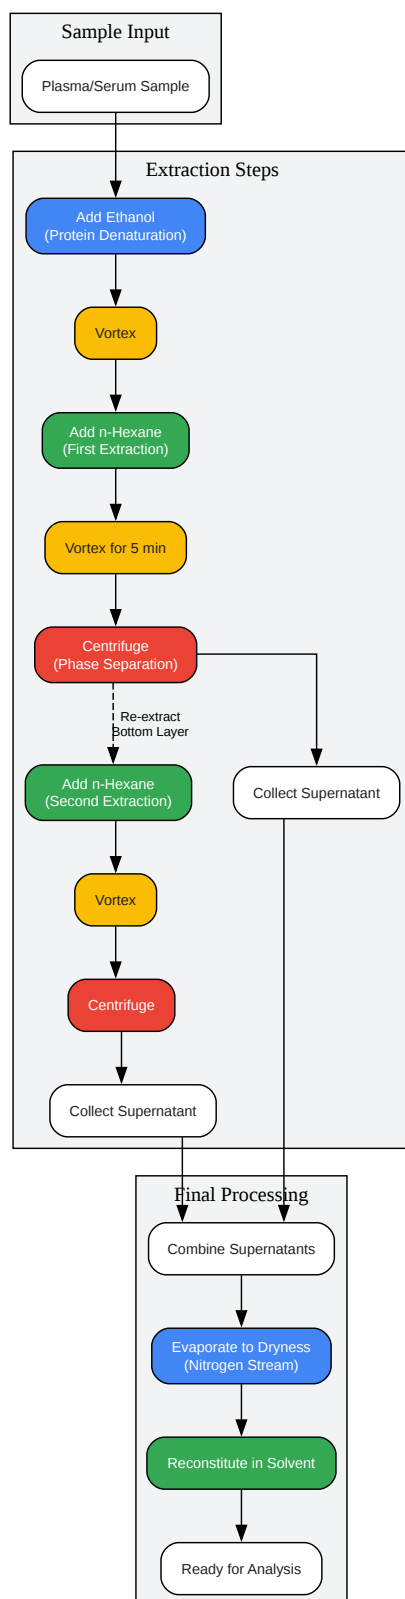 Sample Input
Plasma/Serum Sample
Extraction Steps
Add Ethanol
(Protein Denaturation)
Vortex
Add n-Hexane
(First Extraction)
Vortex for 5 min
Centrifuge
(Phase Separation)
Re-extract
Bottom Layer
Add n-Hexane
(Second Extraction)
Collect Supernatant
Vortex
Centrifuge
Collect Supernatant
Final Processing
Combine Supernatants
Evaporate to Dryness
(Nitrogen Stream)
Reconstitute in Solvent
Ready for Analysis